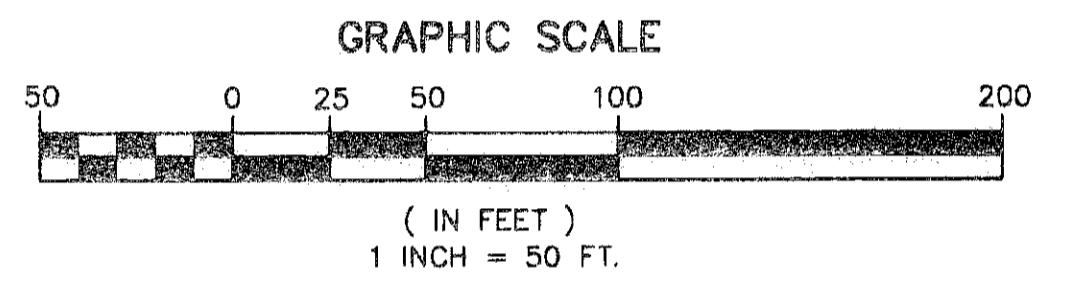 GRAPHIC SCALE
50 0 25 50 100 200
( IN FEET )
1 INCH = 50 FT.